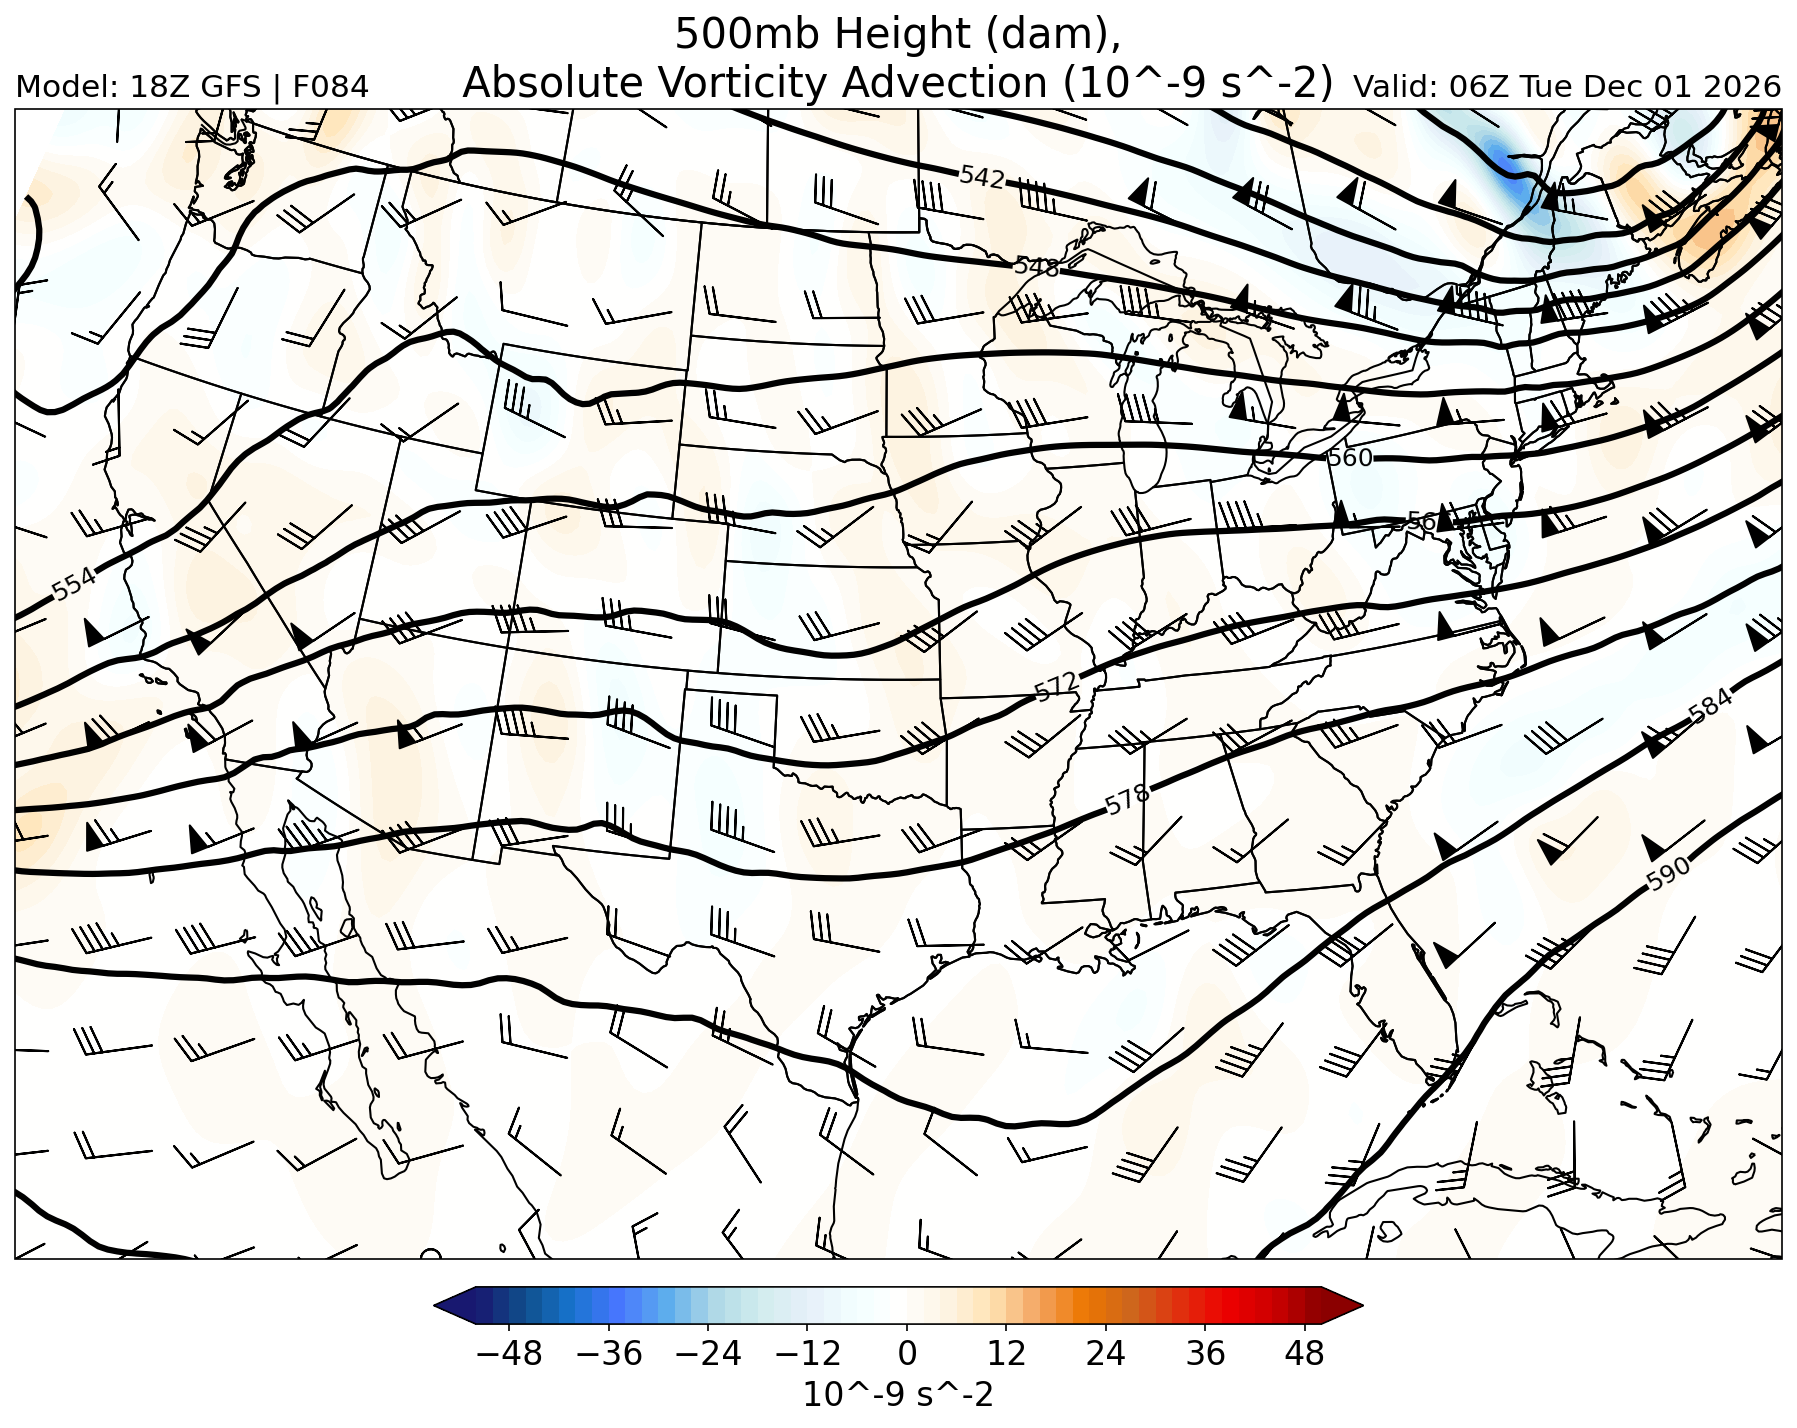 500mb Height (dam),
Model: 18Z GFS | F084
Absolute Vorticity Advection (10^-9 s^-2)
Valid: 06Z Tue Dec 01 2026
542
548
560
56
554
572
584
578
590
−48 −36 −24 −12 0 12 24 36 48
10^-9 s^-2